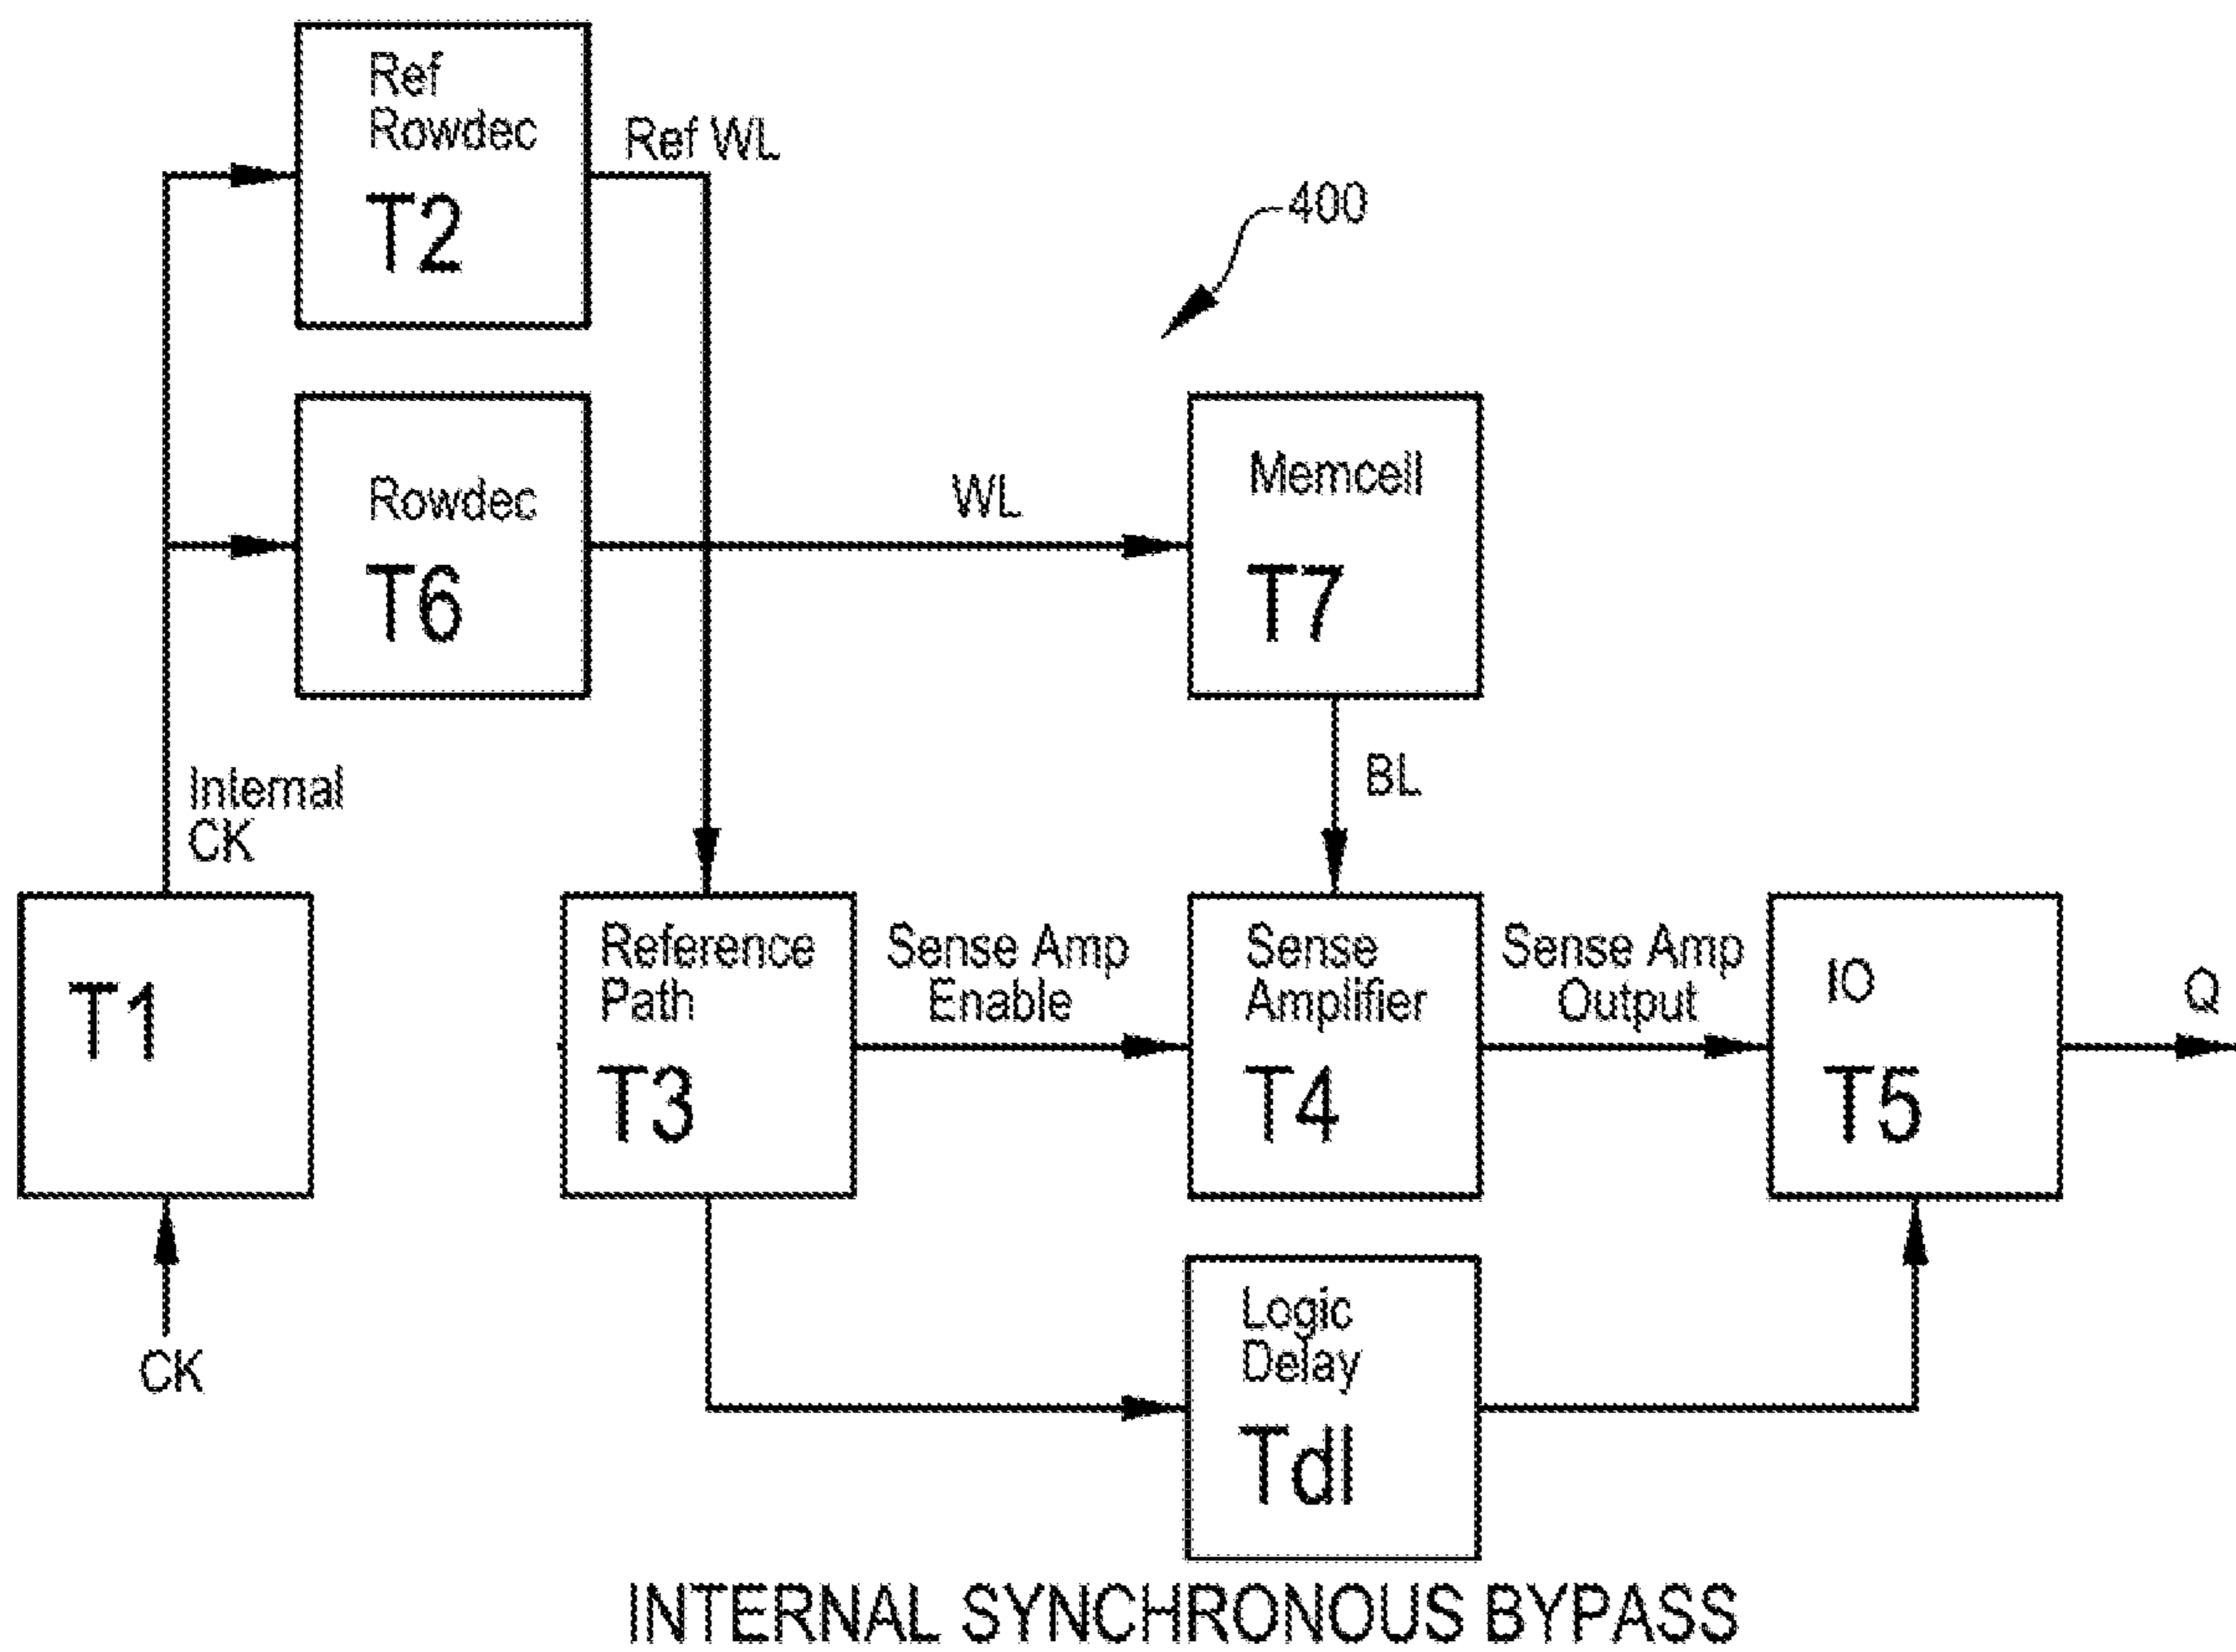 Ref
Rowdec
T2
Ref WL
400
Rowdec
T6
WL
Memcell
T7
Internal
CK
BL
T1
Reference
Path
T3
Sense Amp
Enable
Sense
Amplifier
T4
Sense Amp
Output
IO
T5
Q
CK
Logic
Delay
Tdl
INTERNAL SYNCHRONOUS BYPASS